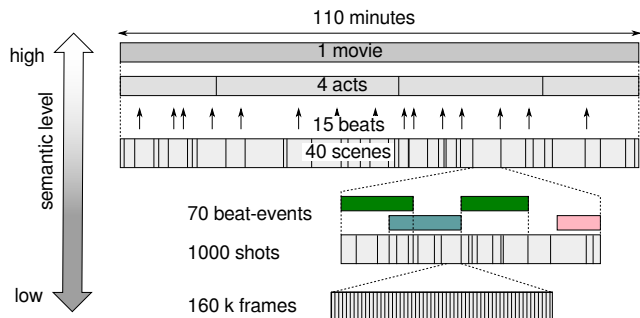 110 minutes
high
1 movie
4 acts
semantic level
15 beats
40 scenes
70 beat-events
1000 shots
low
160 k frames